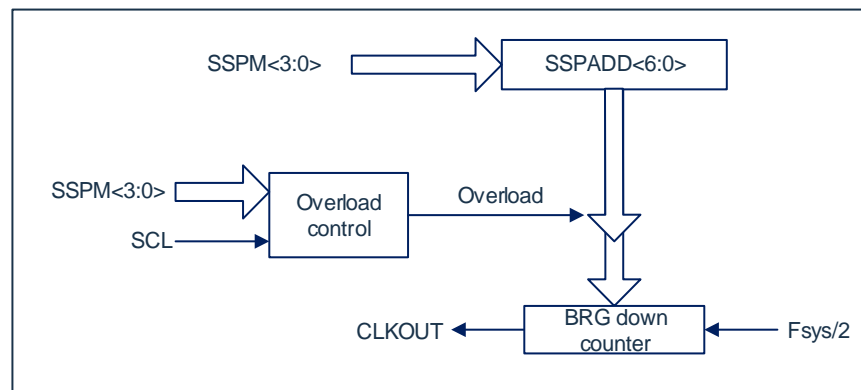 SSPM<3:0>
SSPADD<6:0>
SSPM<3:0>
Overload
control
Overload
SCL
CLKOUT
BRG down
counter
Fsys/2